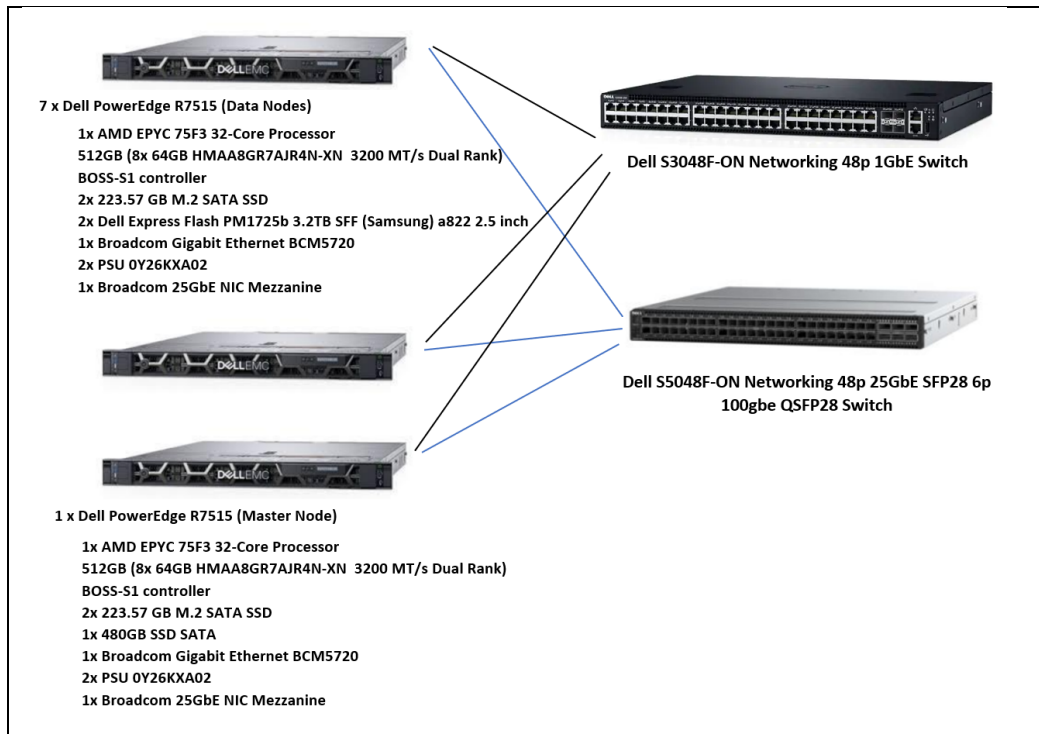 DELLEMC
7 x Dell PowerEdge R7515 (Data Nodes)
1x AMD EPYC 75F3 32-Core Processor
512GB (8x 64GB HMAA8GR7AJR4N-XN 3200 MT/s Dual Rank)
BOSS-S1 controller
2x 223.57 GB M.2 SATA SSD
2x Dell Express Flash PM1725b 3.2TB SFF (Samsung) a822 2.5 inch
1x Broadcom Gigabit Ethernet BCM5720
2x PSU 0Y26KXA02
1x Broadcom 25GbE NIC Mezzanine
Dell S3048F-ON Networking 48p 1GbE Switch
DELLEMC
Dell S5048F-ON Networking 48p 25GbE SFP28 6p
100gbe QSFP28 Switch
DELLEMC
1 x Dell PowerEdge R7515 (Master Node)
1x AMD EPYC 75F3 32-Core Processor
512GB (8x 64GB HMAA8GR7AJR4N-XN 3200 MT/s Dual Rank)
BOSS-S1 controller
2x 223.57 GB M.2 SATA SSD
1x 480GB SSD SATA
1x Broadcom Gigabit Ethernet BCM5720
2x PSU 0Y26KXA02
1x Broadcom 25GbE NIC Mezzanine